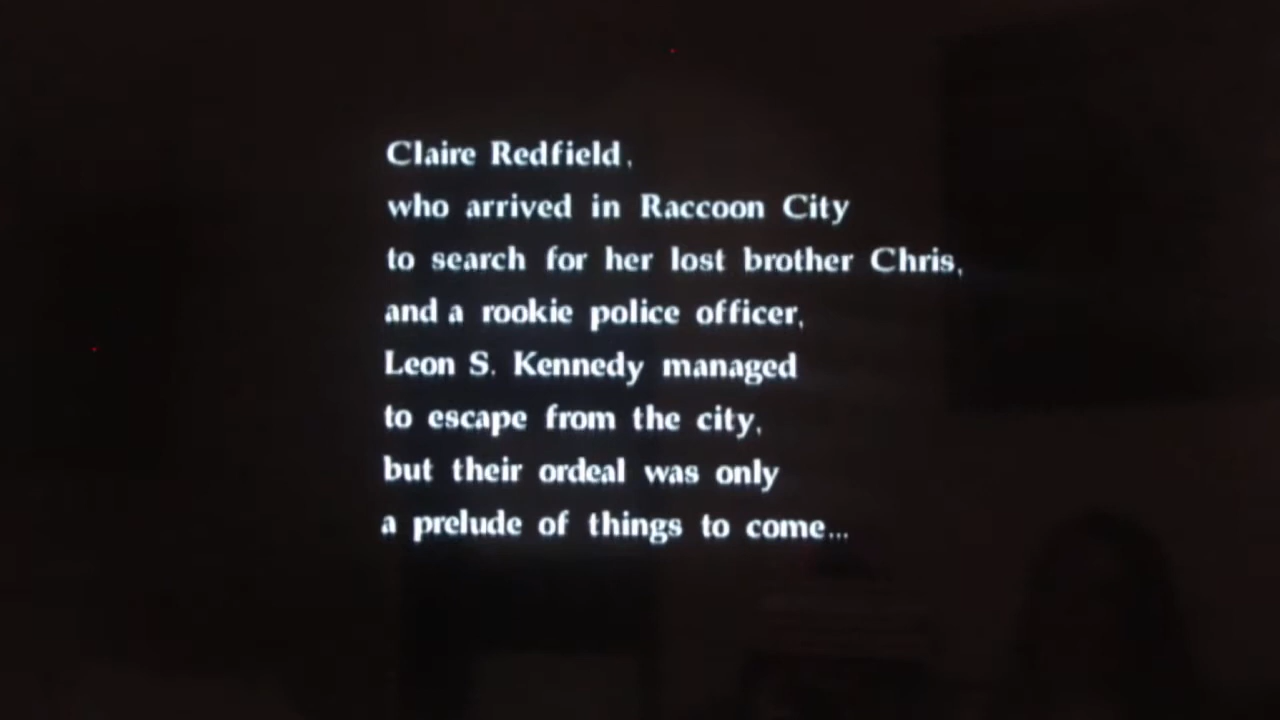 Claire Redfield,
who arrived in Raccoon City
to search for her lost brother Chris,
and a rookie police officer,
Leon S. Kennedy managed
to escape from the city,
but their ordeal was only
a prelude of things to come...